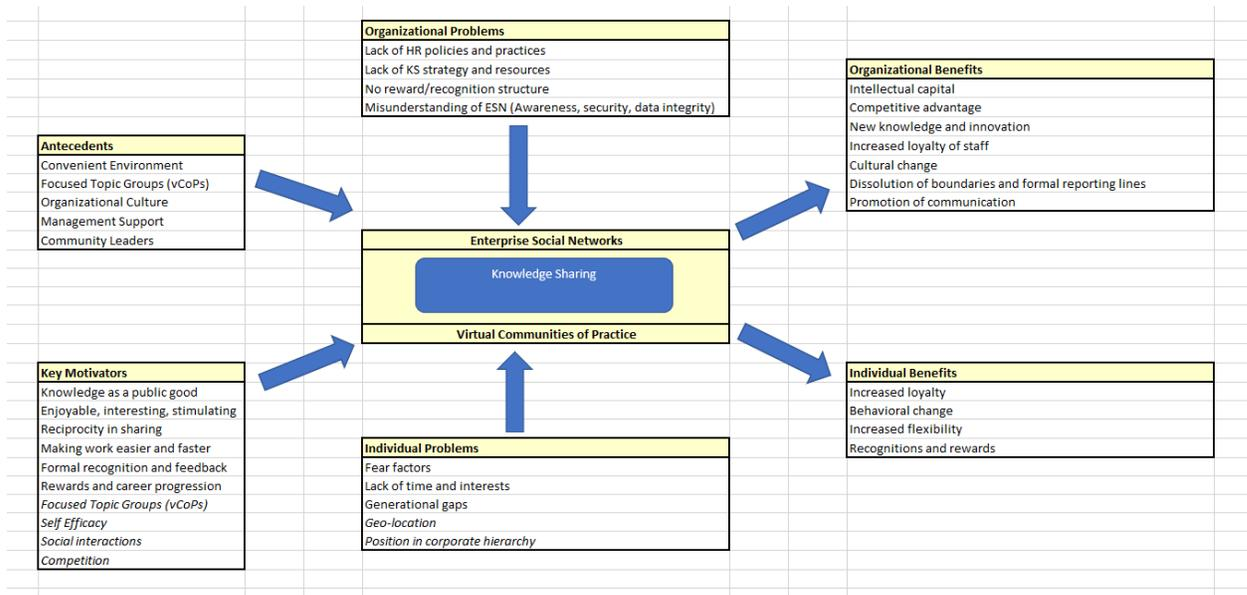 Organizational Problems
Lack of HR policies and practices
Lack of KS strategy and resources
No reward/recognition structure
Misunderstanding of ESN (Awareness, security, data integrity)
Organizational Benefits
Intellectual capital
Competitive advantage
New knowledge and innovation
Increased loyalty of staff
Cultural change
Dissolution of boundaries and formal reporting lines
Promotion of communication
Antecedents
Convenient Environment
Focused Topic Groups (vCoPs)
Organizational Culture
Management Support
Community Leaders
Enterprise Social Networks
Knowledge Sharing
Virtual Communities of Practice
Key Motivators
Knowledge as a public good
Enjoyable, interesting, stimulating
Reciprocity in sharing
Making work easier and faster
Formal recognition and feedback
Rewards and career progression
Focused Topic Groups (vCoPs)
Self Efficacy
Social interactions
Competition
Individual Problems
Fear factors
Lack of time and interests
Generational gaps
Geo-location
Position in corporate hierarchy
Individual Benefits
Increased loyalty
Behavioral change
Increased flexibility
Recognitions and rewards